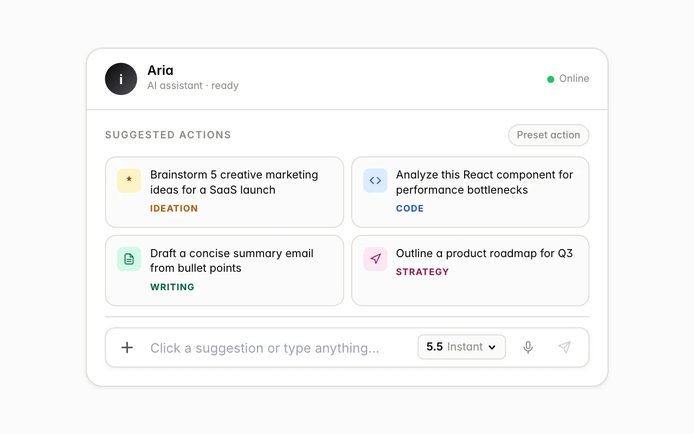 i
Aria
AI assistant · ready
Online
SUGGESTED ACTIONS
Preset action
*
Brainstorm 5 creative marketing
ideas for a SaaS launch
IDEATION
<>
Analyze this React component for
performance bottlenecks
CODE
Draft a concise summary email
from bullet points
WRITING
Outline a product roadmap for Q3
STRATEGY
Click a suggestion or type anything...
5.5 Instant